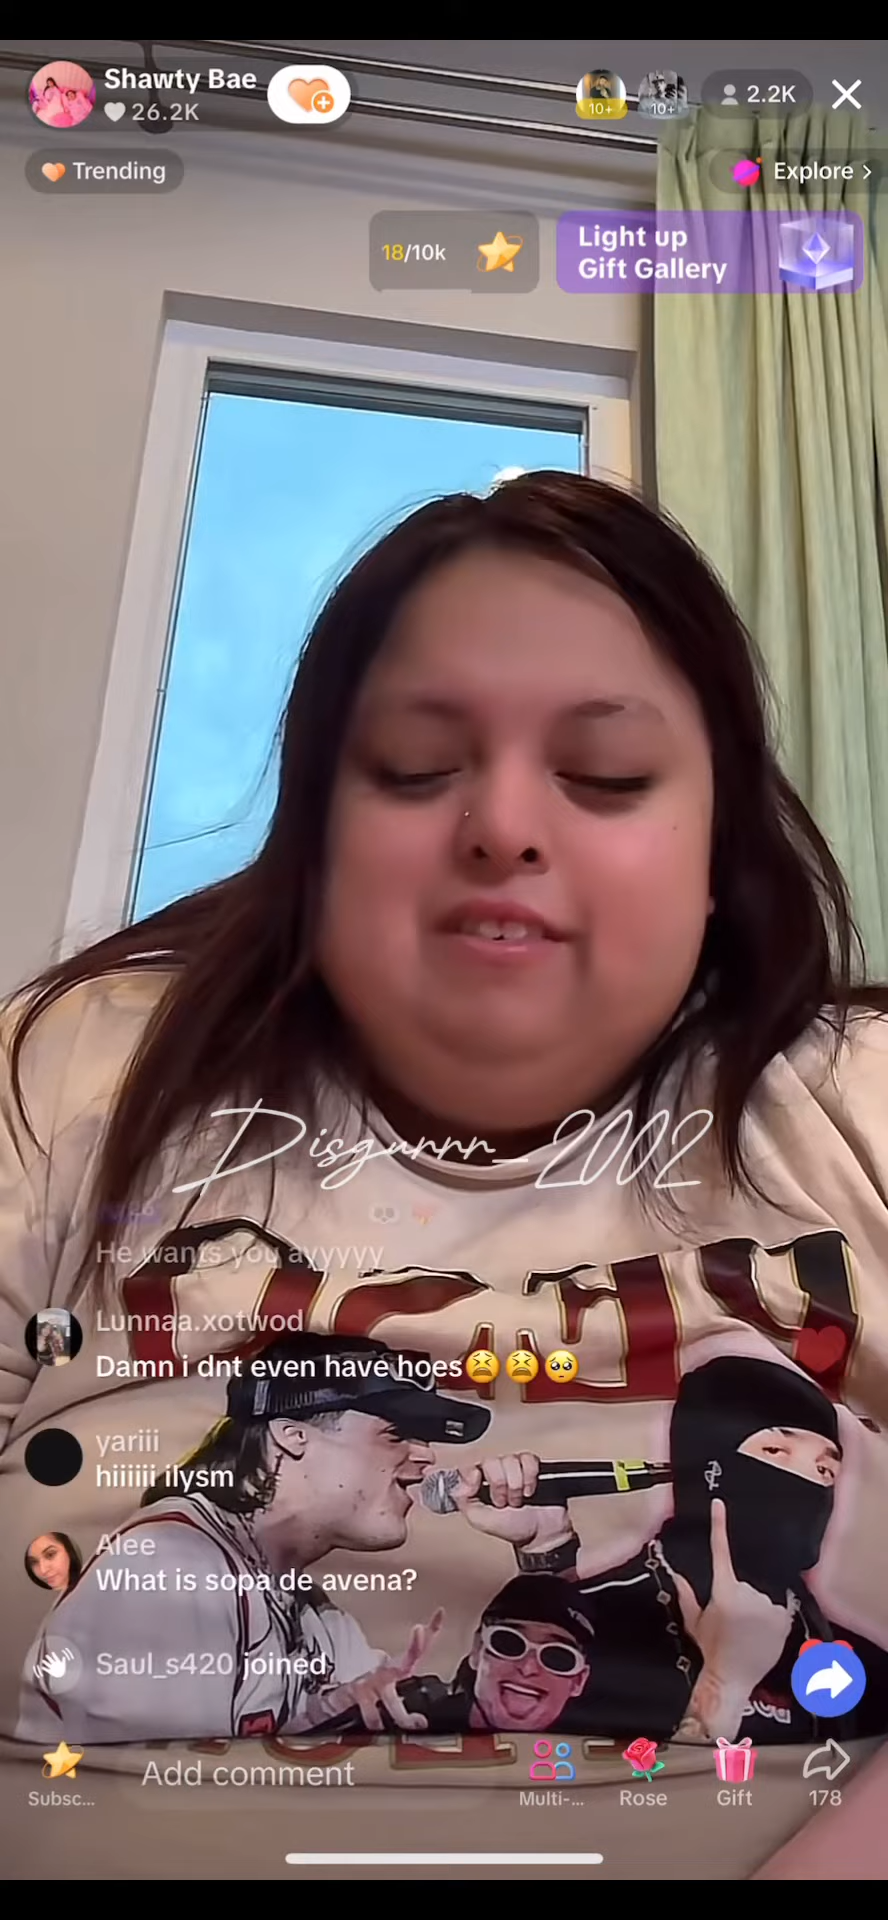 Shawty Bae
26.2K
10+
10+
2.2K
Trending
Explore >
18/10k
Light up
Gift Gallery
Disgurrr_2002
He wants you ayyyyy
Lunnaa.xotwod
Damn i dnt even have hoes😫😫🥺
yariii
hiiiiii ilysm
Alee
What is sopa de avena?
Saul_s420 joined
Add comment
Subsc...
Multi-...
Rose
Gift
178